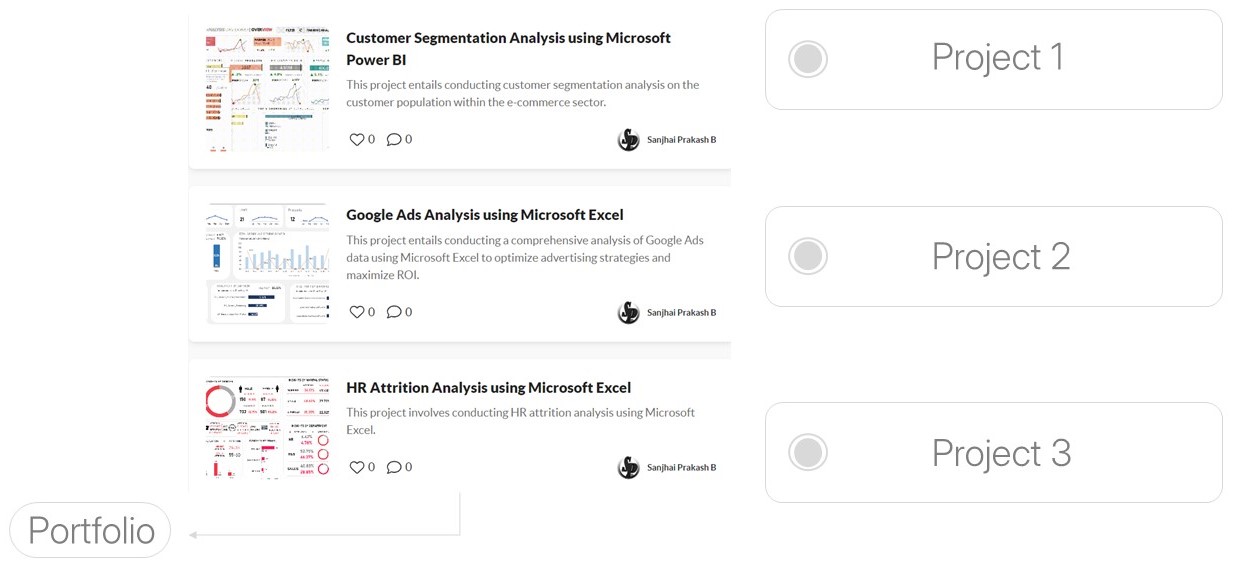 Customer Segmentation Analysis using Microsoft
Power BI
This project entails conducting customer segmentation analysis on the
customer population within the e-commerce sector.
0 0 Sanjhai Prakash B
Project 1
Google Ads Analysis using Microsoft Excel
This project entails conducting a comprehensive analysis of Google Ads
data using Microsoft Excel to optimize advertising strategies and
maximize ROI.
0 0 Sanjhai Prakash B
Project 2
HR Attrition Analysis using Microsoft Excel
This project involves conducting HR attrition analysis using Microsoft
Excel.
0 0 Sanjhai Prakash B
Project 3
Portfolio